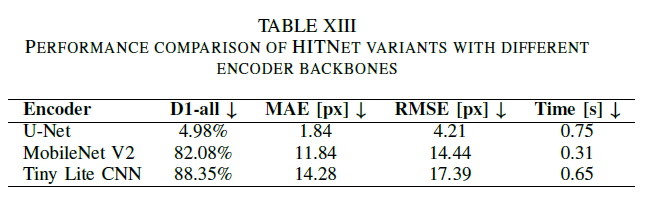 TABLE XIII
PERFORMANCE COMPARISON OF HITNET VARIANTS WITH DIFFERENT
ENCODER BACKBONES
Encoder D1-all ↓ MAE [px] ↓ RMSE [px] ↓ Time [s] ↓
U-Net 4.98% 1.84 4.21 0.75
MobileNet V2 82.08% 11.84 14.44 0.31
Tiny Lite CNN 88.35% 14.28 17.39 0.65